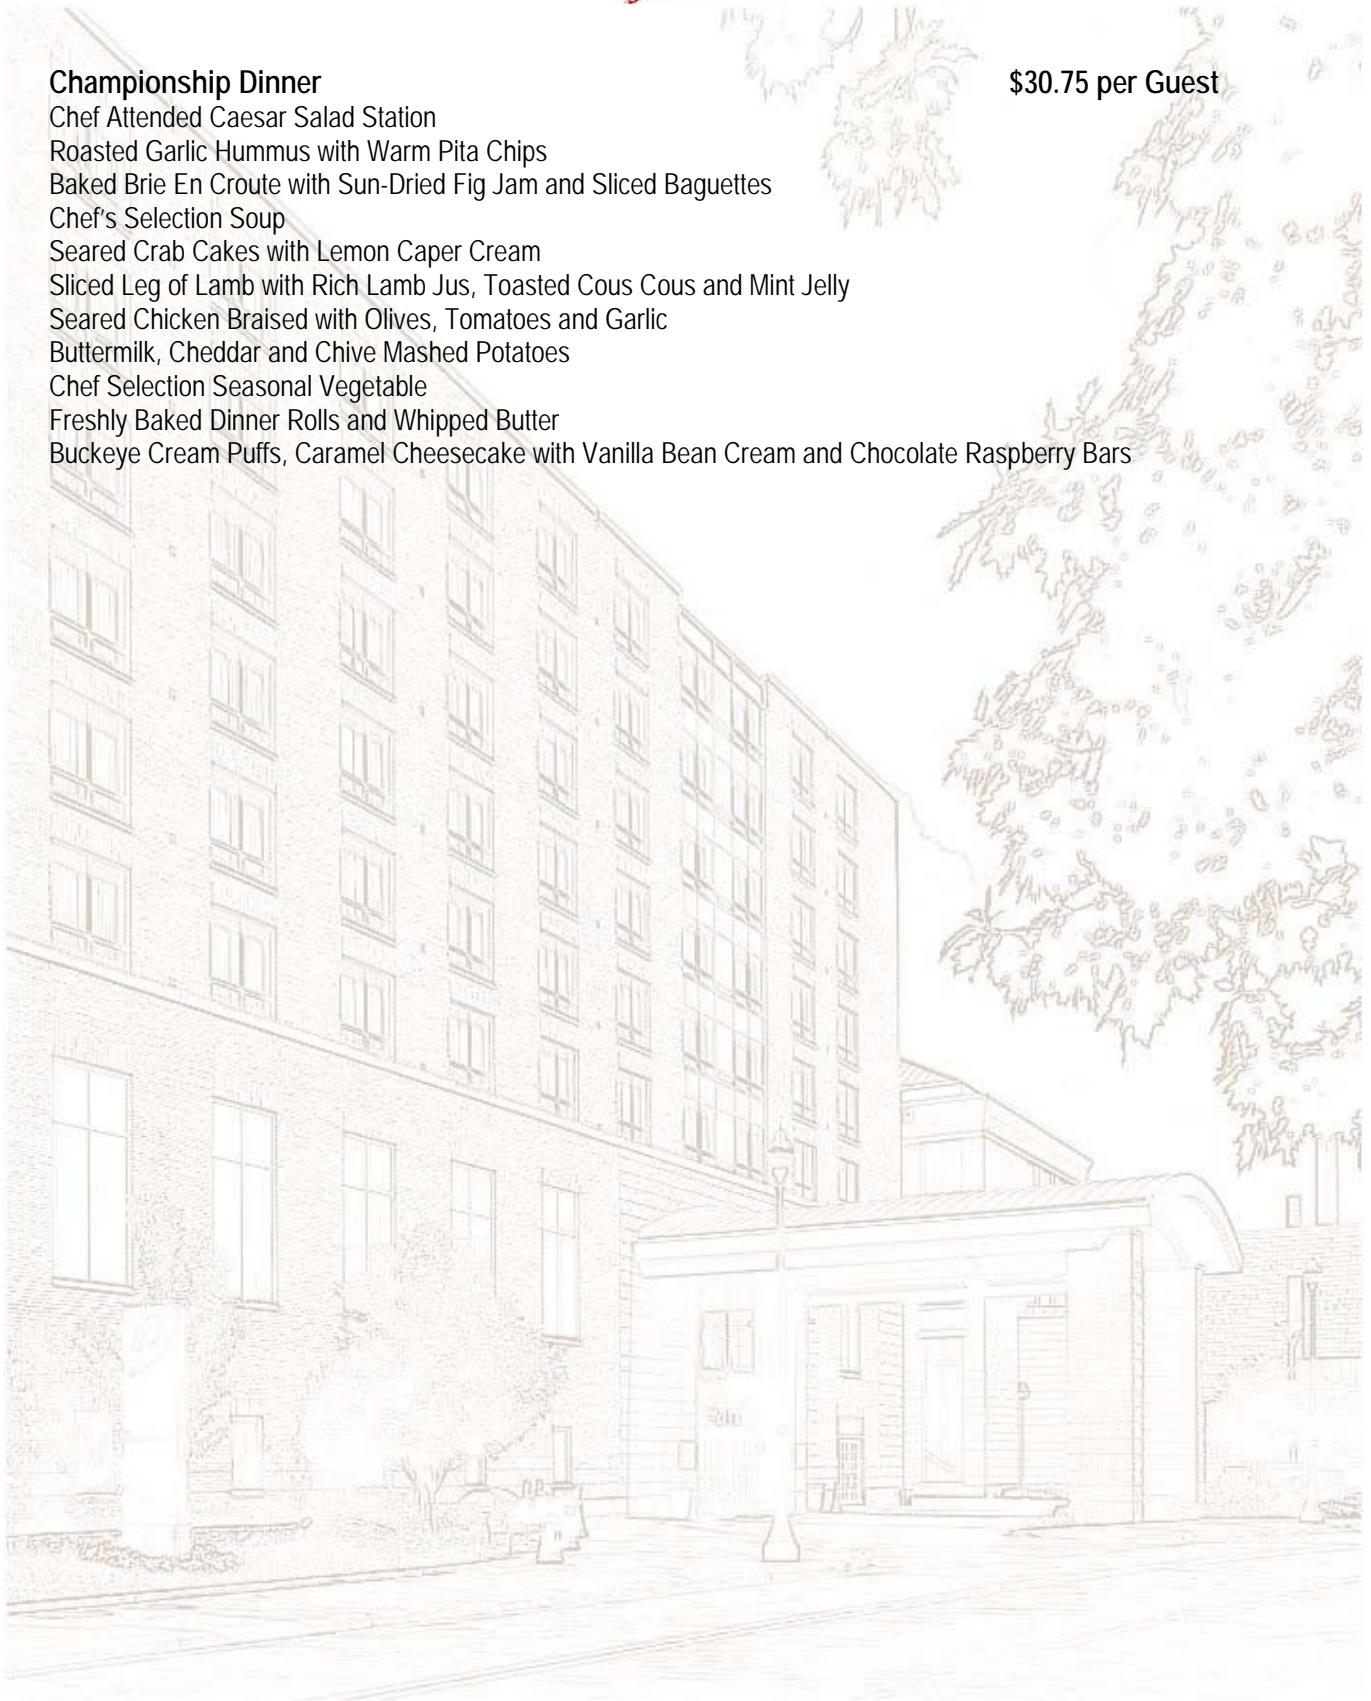 Championship Dinner $30.75 per Guest
Chef Attended Caesar Salad Station
Roasted Garlic Hummus with Warm Pita Chips
Baked Brie En Croute with Sun-Dried Fig Jam and Sliced Baguettes
Chef's Selection Soup
Seared Crab Cakes with Lemon Caper Cream
Sliced Leg of Lamb with Rich Lamb Jus, Toasted Cous Cous and Mint Jelly
Seared Chicken Braised with Olives, Tomatoes and Garlic
Buttermilk, Cheddar and Chive Mashed Potatoes
Chef Selection Seasonal Vegetable
Freshly Baked Dinner Rolls and Whipped Butter
Buckeye Cream Puffs, Caramel Cheesecake with Vanilla Bean Cream and Chocolate Raspberry Bars